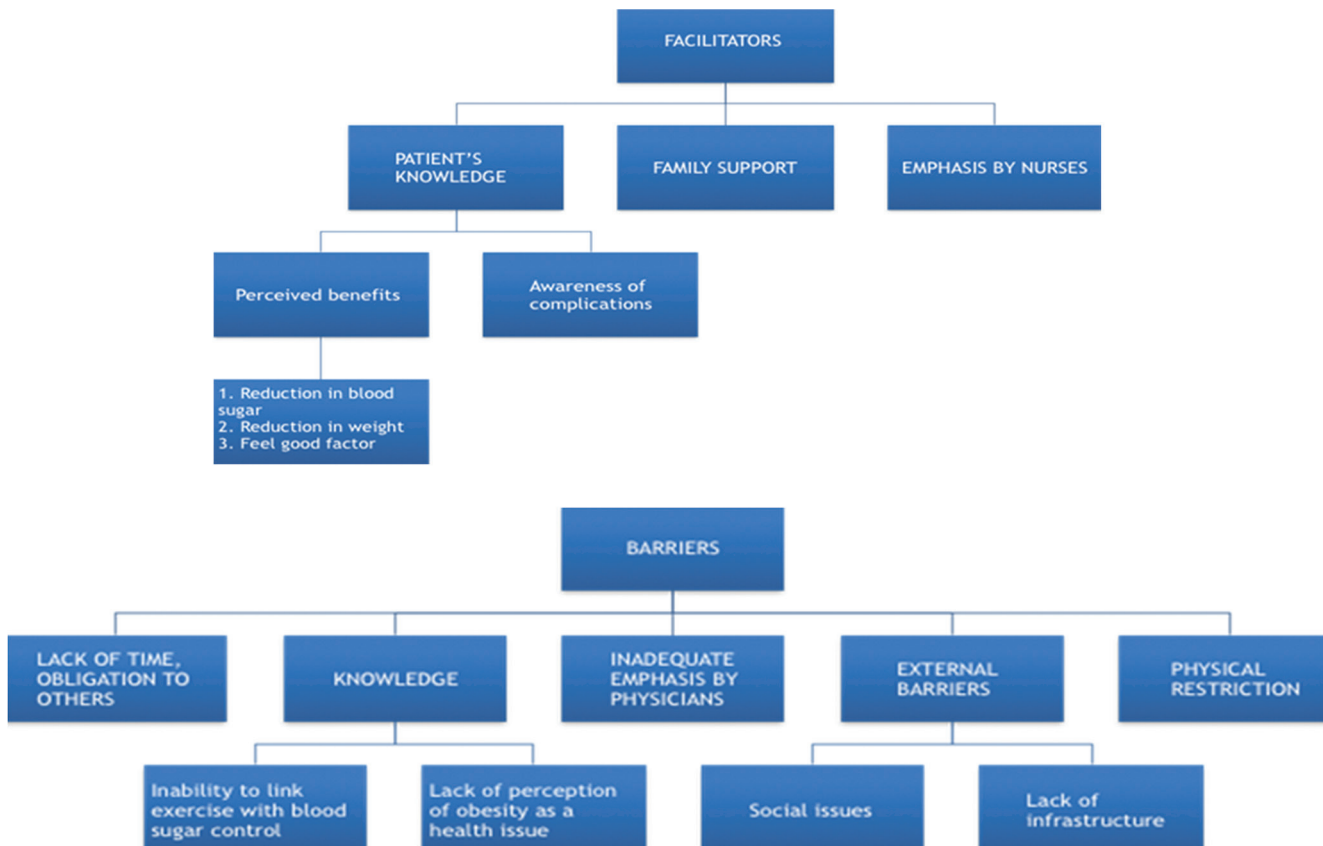 FACILITATORS
PATIENT'S
KNOWLEDGE
FAMILY SUPPORT
EMPHASIS BY NURSES
Perceived benefits
Awareness of
complications
1. Reduction in blood
sugar
2. Reduction in weight
3. Feel good factor
BARRIERS
LACK OF TIME,
OBLIGATION TO
OTHERS
KNOWLEDGE
INADEQUATE
EMPHASIS BY
PHYSICIANS
EXTERNAL
BARRIERS
PHYSICAL
RESTRICTION
Inability to link
exercise with blood
sugar control
Lack of perception
of obesity as a
health issue
Social issues
Lack of
infrastructure